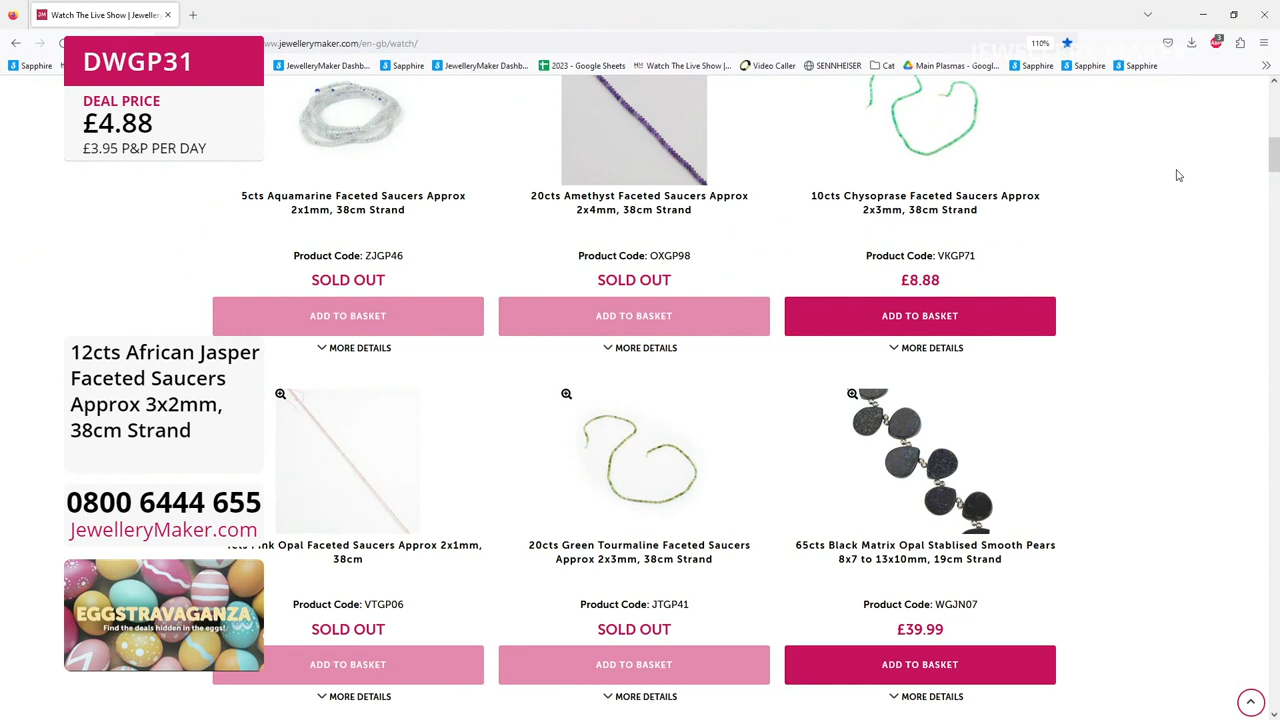 Watch The Live Show | Jeweller
ww.jewellerymaker.com/en-gb/watch/
110%
3
Sapphire
JewelleryMaker Dashb...
Sapphire
JewelleryMaker Dashb...
2023 - Google Sheets
Watch The Live Show |...
Video Caller
SENNHEISER
Cat
Main Plasmas - Googl...
Sapphire
Sapphire
Sapphire
DWGP31
DEAL PRICE
£4.88
£3.95 P&P PER DAY
5cts Aquamarine Faceted Saucers Approx
2x1mm, 38cm Strand
Product Code: ZJGP46
SOLD OUT
ADD TO BASKET
MORE DETAILS
20cts Amethyst Faceted Saucers Approx
2x4mm, 38cm Strand
Product Code: OXGP98
SOLD OUT
ADD TO BASKET
MORE DETAILS
10cts Chysoprase Faceted Saucers Approx
2x3mm, 38cm Strand
Product Code: VKGP71
£8.88
ADD TO BASKET
MORE DETAILS
12cts African Jasper
Faceted Saucers
Approx 3x2mm,
38cm Strand
0800 6444 655
JewelleryMaker.com
EGGSTRAVAGANZA
Find the deals hidden in the eggs!
Pink Opal Faceted Saucers Approx 2x1mm,
38cm
Product Code: VTGP06
SOLD OUT
ADD TO BASKET
MORE DETAILS
20cts Green Tourmaline Faceted Saucers
Approx 2x3mm, 38cm Strand
Product Code: JTGP41
SOLD OUT
ADD TO BASKET
MORE DETAILS
65cts Black Matrix Opal Stablised Smooth Pears
8x7 to 13x10mm, 19cm Strand
Product Code: WGJN07
£39.99
ADD TO BASKET
MORE DETAILS